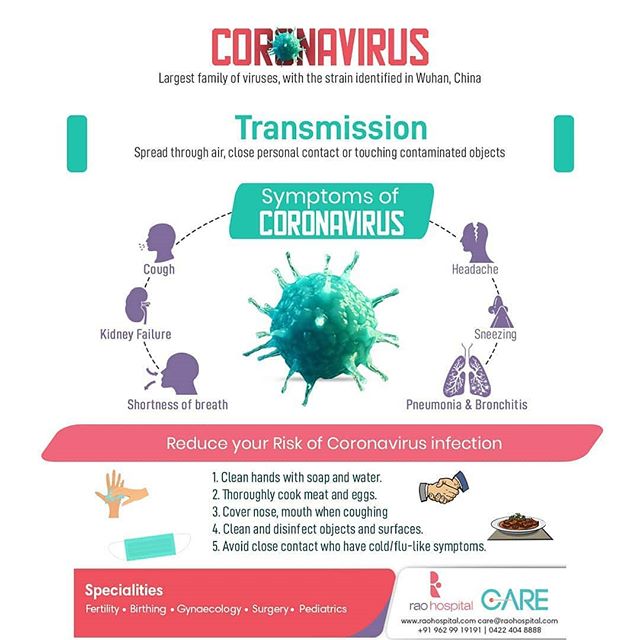 CORONAVIRUS
Largest family of viruses, with the strain identified in Wuhan, China
Transmission
Spread through air, close personal contact or touching contaminated objects
Symptoms of
CORONAVIRUS
Cough
Headache
Kidney Failure
Sneezing
Shortness of breath
Pneumonia & Bronchitis
Reduce your Risk of Coronavirus infection
1. Clean hands with soap and water.
2. Thoroughly cook meat and eggs.
3. Cover nose, mouth when coughing
4. Clean and disinfect objects and surfaces.
5. Avoid close contact who have cold/flu-like symptoms.
Specialities
Fertility • Birthing • Gynaecology • Surgery • Pediatrics
rao hospital CARE
www.raohospital.com care@raohospital.com
+91 962 99 19191 | 0422 404 8888